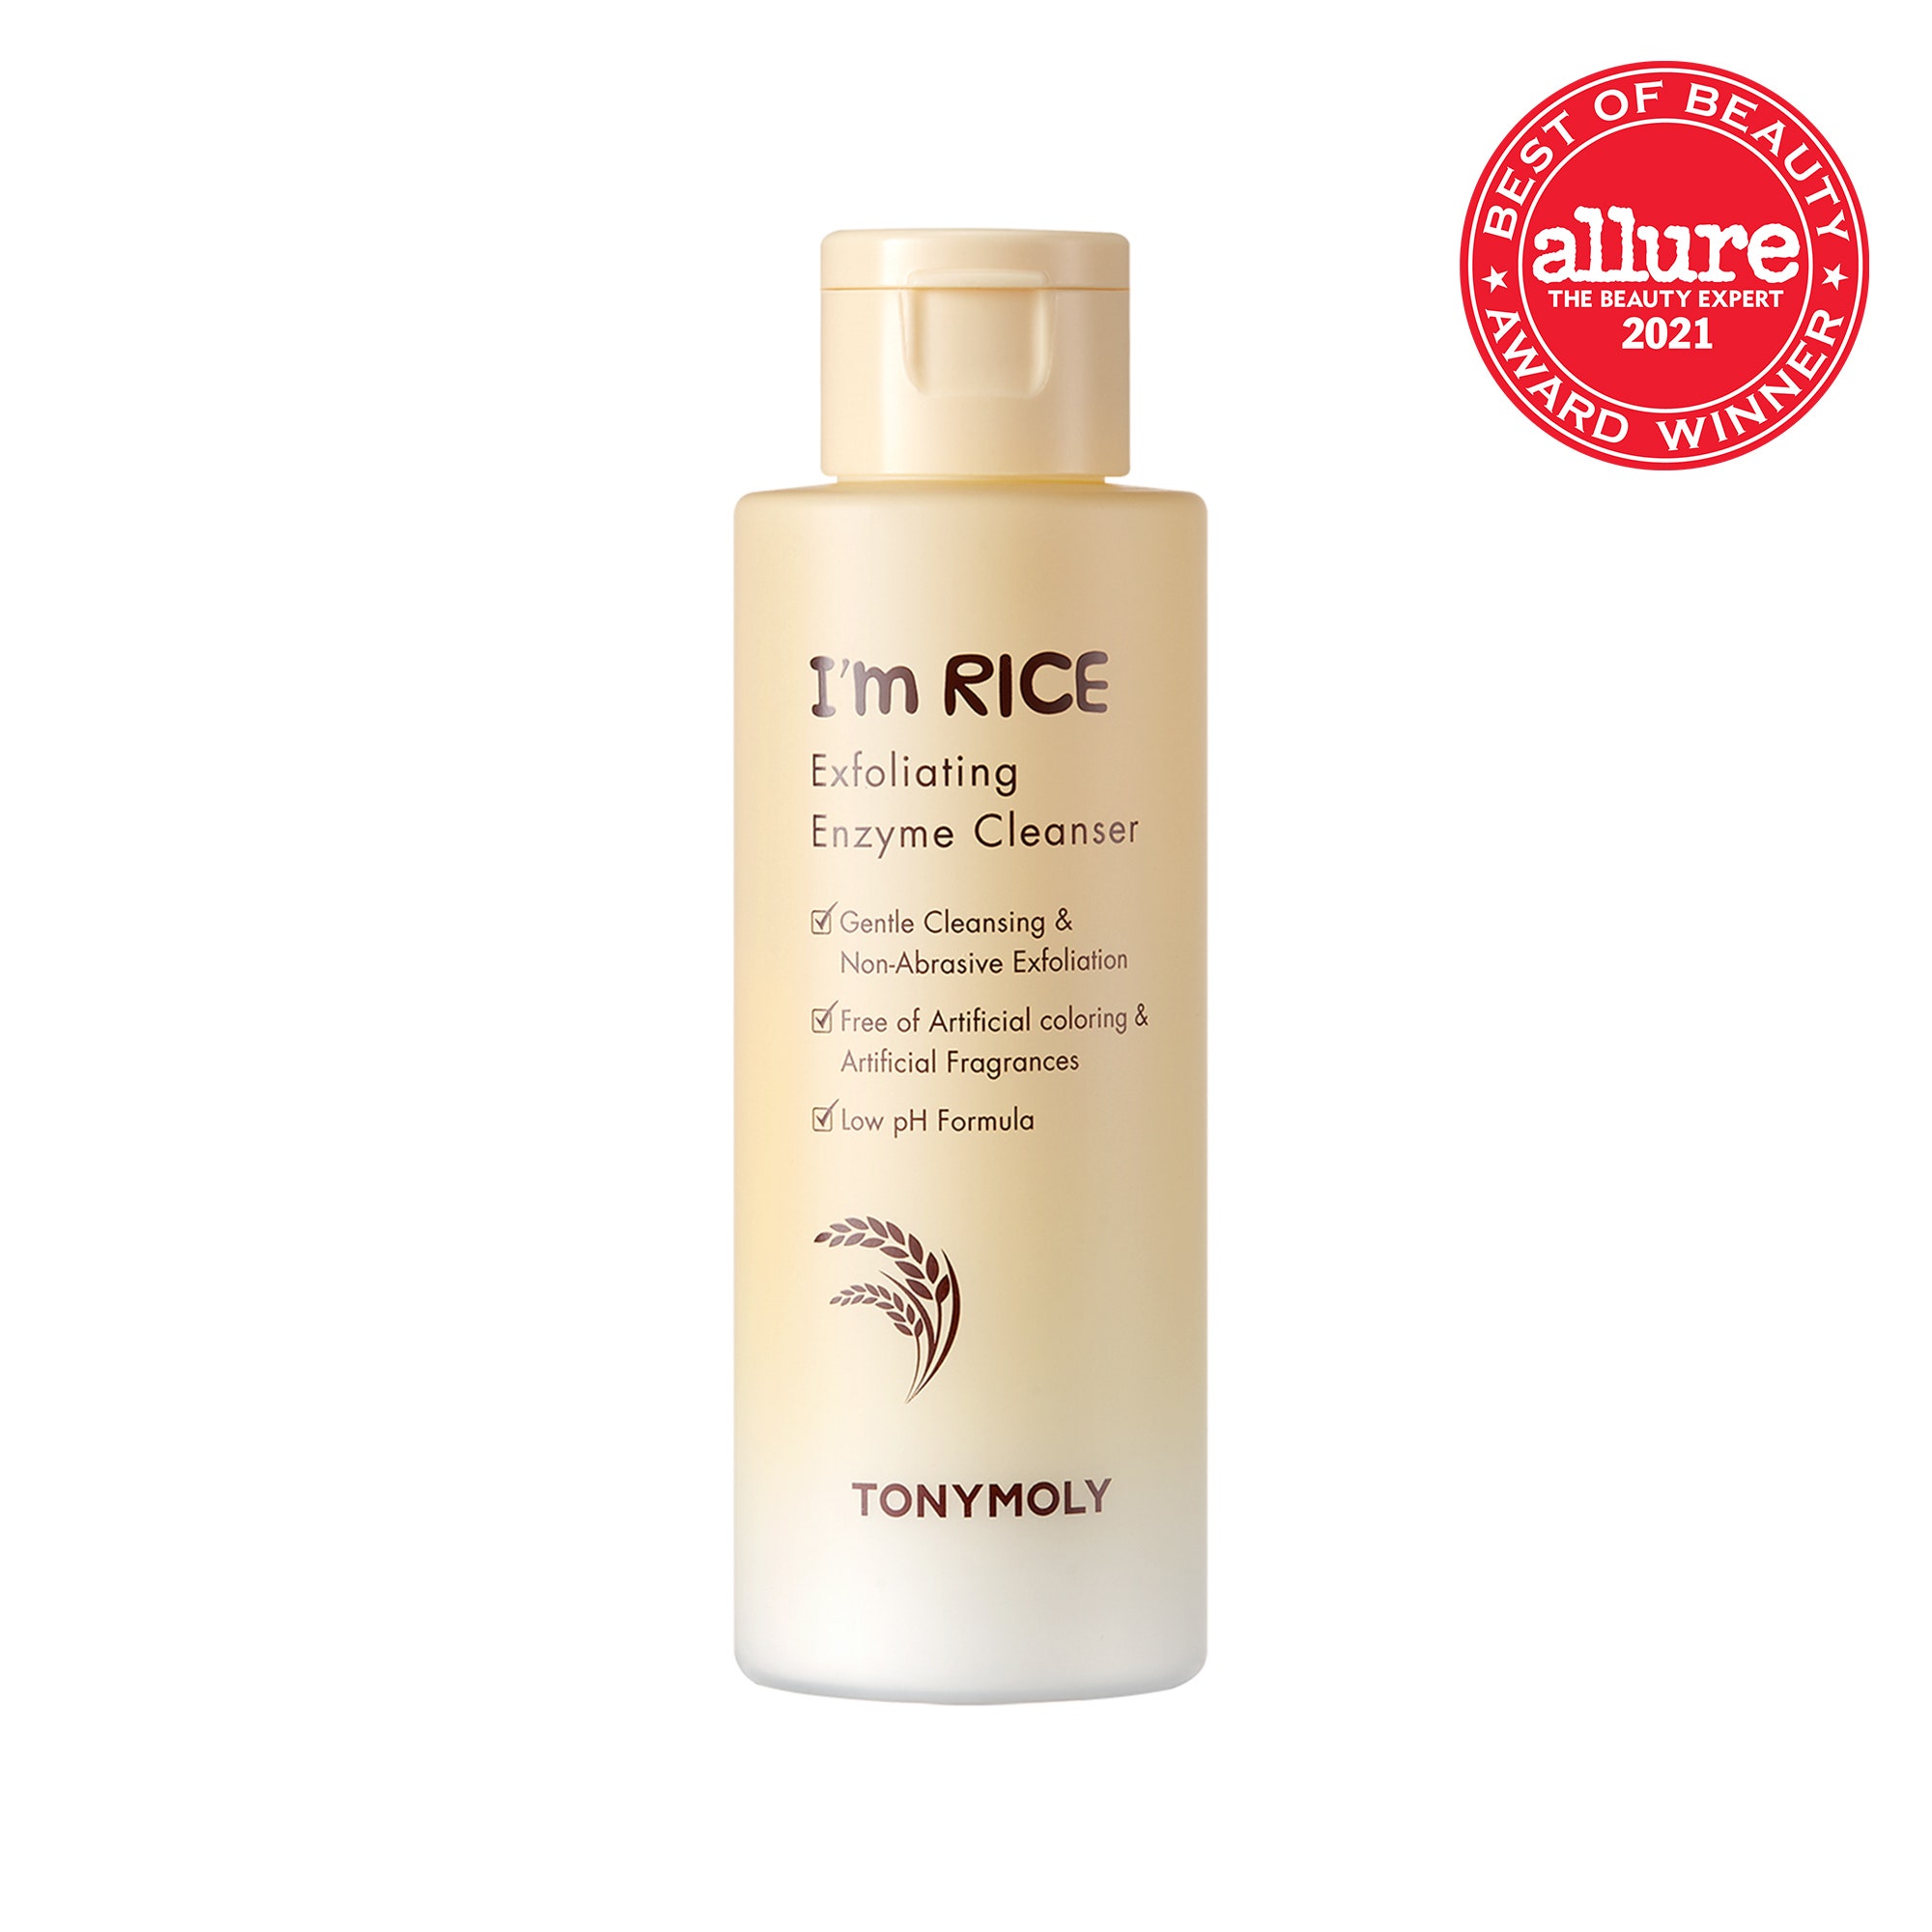 BEST OF BEAUTY
allure
THE BEAUTY EXPERT
2021
AWARD WINNER
I'm RICE
Exfoliating
Enzyme Cleanser
Gentle Cleansing &
Non-Abrasive Exfoliation
Free of Artificial coloring &
Artificial Fragrances
Low pH Formula
TONYMOLY